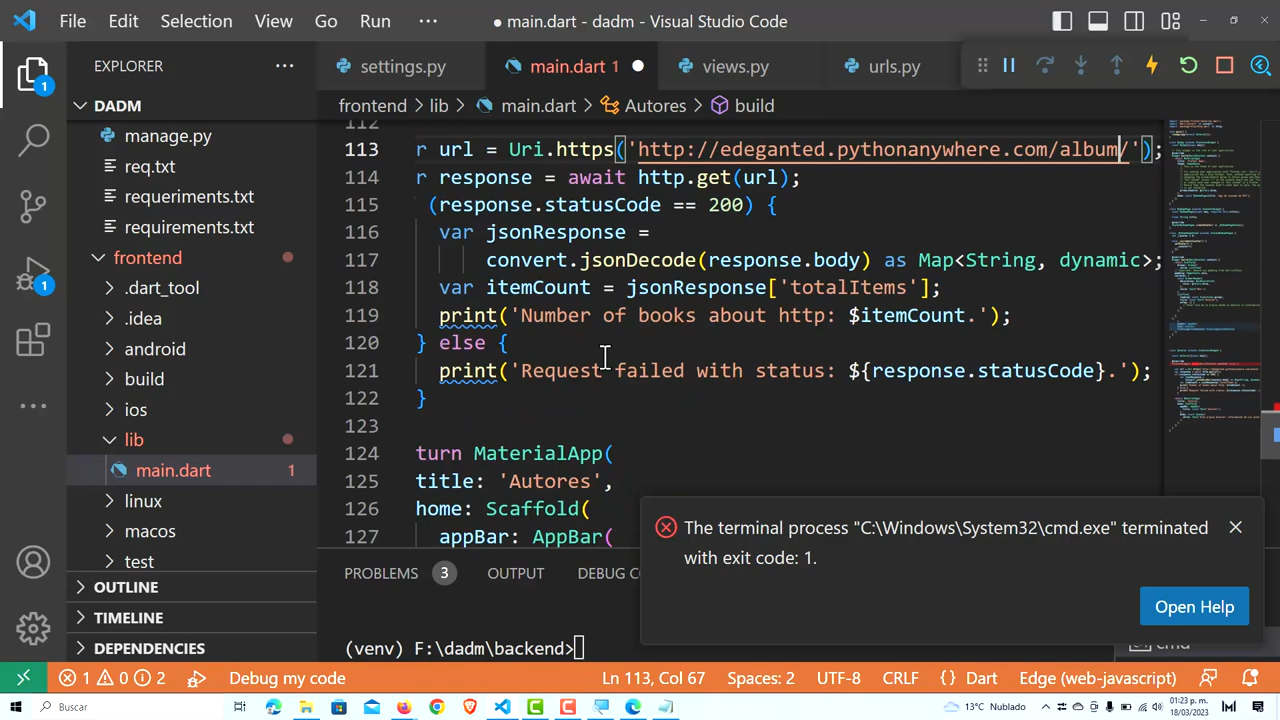 File Edit Selection View Go Run ··· ● main.dart - dadm - Visual Studio Code
EXPLORER ···
settings.py main.dart 1 ● views.py urls.py
DADM
frontend > lib > main.dart > Autores > build
manage.py
req.txt
requeriments.txt
requirements.txt
frontend
.dart_tool
.idea
android
build
ios
lib
main.dart 1
linux
macos
test
OUTLINE
TIMELINE
DEPENDENCIES
1
1
112
113 r url = Uri.https('http://edeganted.pythonanywhere.com/album/');
114 r response = await http.get(url);
115 (response.statusCode == 200) {
116 var jsonResponse =
117 convert.jsonDecode(response.body) as Map<String, dynamic>;
118 var itemCount = jsonResponse['totalItems'];
119 print('Number of books about http: $itemCount.');
120 } else {
121 print('Request failed with status: ${response.statusCode}.');
122 }
123
124 turn MaterialApp(
125 title: 'Autores',
126 home: Scaffold(
127 appBar: AppBar(
The terminal process "C:\Windows\System32\cmd.exe" terminated
with exit code: 1.
Open Help
PROBLEMS 3 OUTPUT DEBUG CO
(venv) F:\dadm\backend>
cmd
1 0 2 Debug my code Ln 113, Col 67 Spaces: 2 UTF-8 CRLF {} Dart Edge (web-javascript)
Buscar
13°C Nublado
01:23 p.m.
18/03/2023